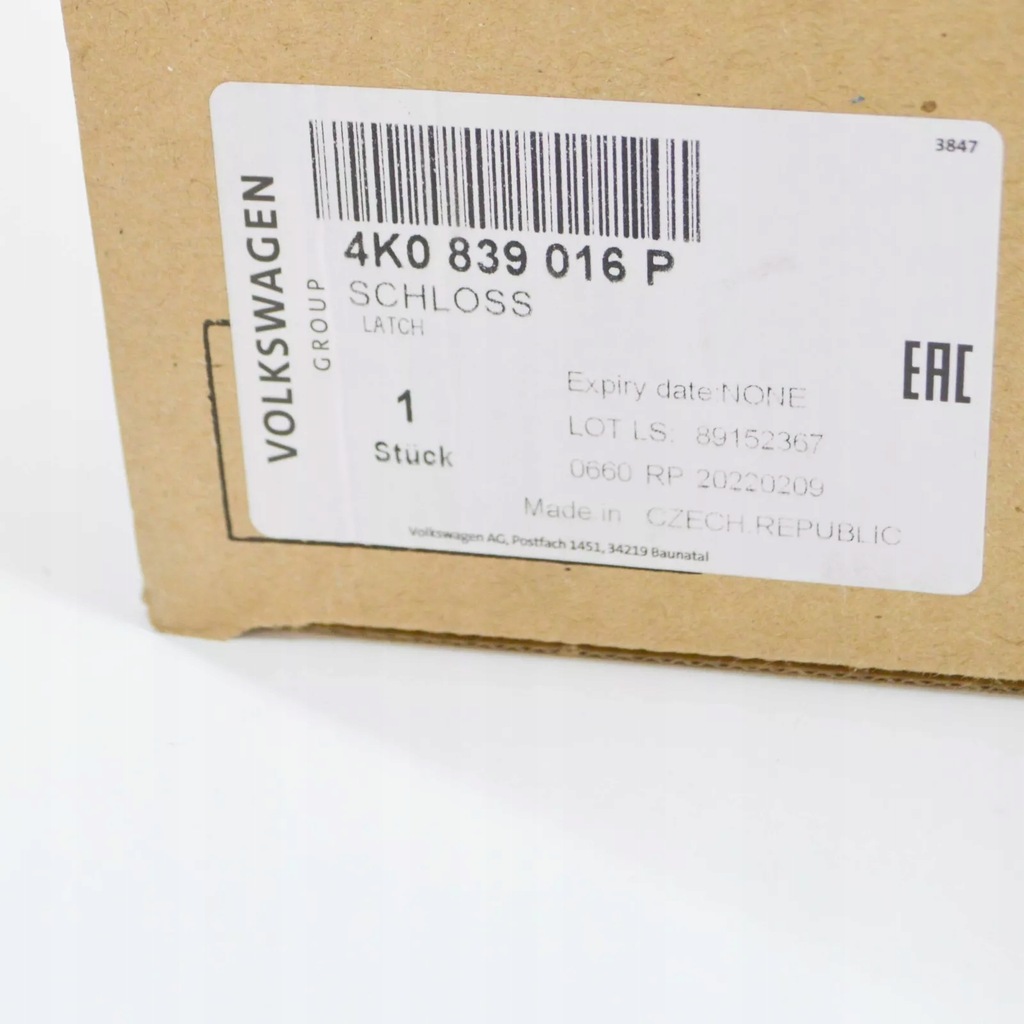 3847
VOLKSWAGEN
GROUP
4K0 839 016 P
SCHLOSS
LATCH
1
Stück
Expiry date:NONE
LOT LS: 89152367
0660 RP 20220209
Made in CZECH REPUBLIC
EAC
Volkswagen AG, Postfach 1451, 34219 Baunatal